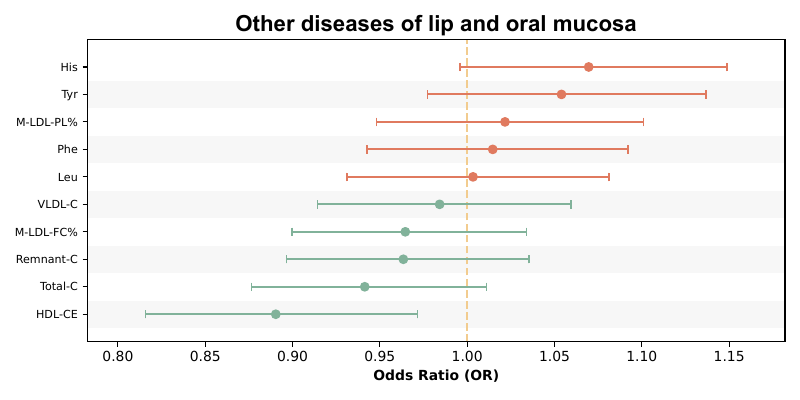 Other diseases of lip and oral mucosa
His
Tyr
M-LDL-PL%
Phe
Leu
VLDL-C
M-LDL-FC%
Remnant-C
Total-C
HDL-CE
0.80 0.85 0.90 0.95 1.00 1.05 1.10 1.15
Odds Ratio (OR)